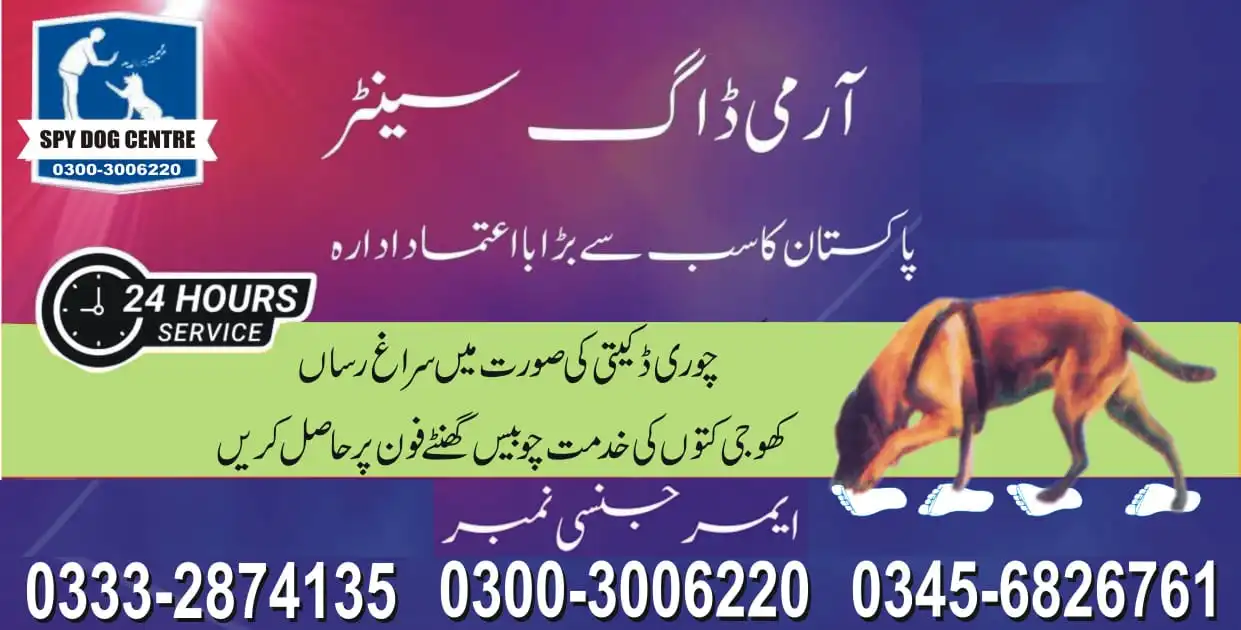 SPY DOG CENTRE
0300-3006220
آرمی ڈاگ سینٹر
پاکستان کا سب سے بڑا بااعتماد ادارہ
24 HOURS
SERVICE
چوری ڈکیتی کی صورت میں سراغ رساں
کھوجی کتوں کی خدمت چوبیس گھنٹے فون پر حاصل کریں
ایمرجنسی نمبر
0333-2874135 0300-3006220 0345-6826761